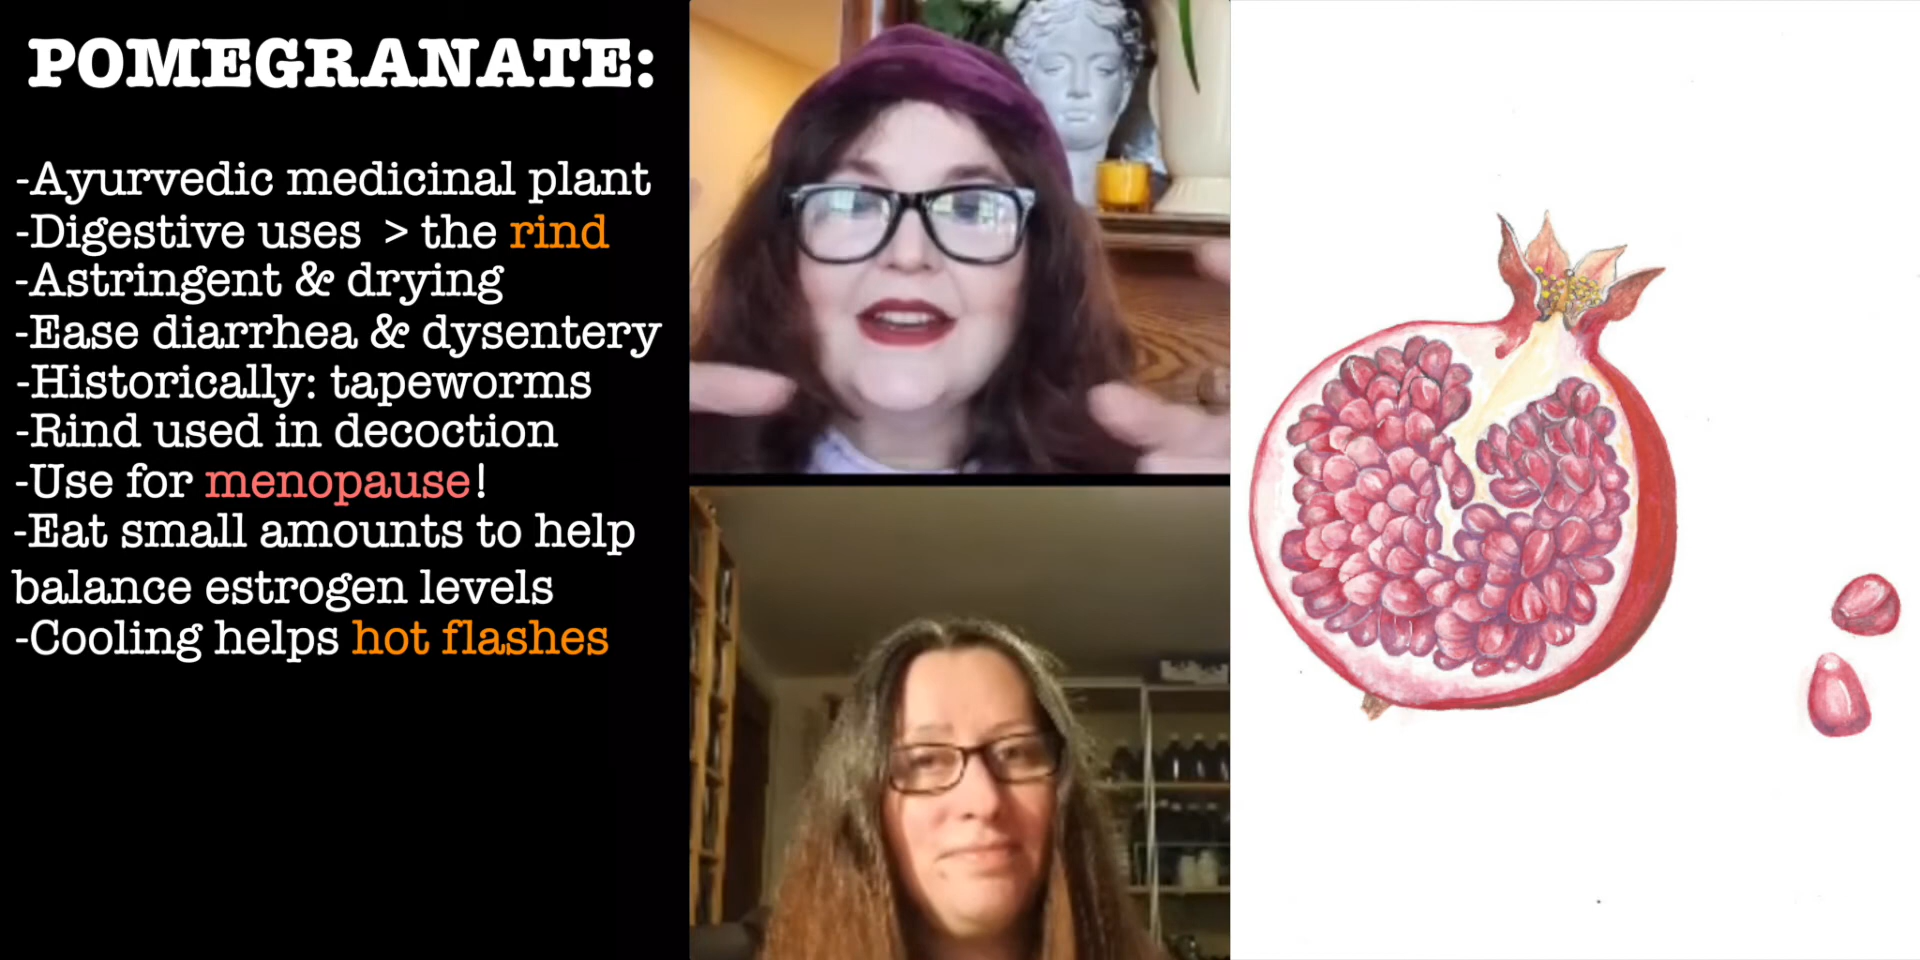 POMEGRANATE:
-Ayurvedic medicinal plant
-Digestive uses > the rind
-Astringent & drying
-Ease diarrhea & dysentery
-Historically: tapeworms
-Rind used in decoction
-Use for menopause!
-Eat small amounts to help
balance estrogen levels
-Cooling helps hot flashes